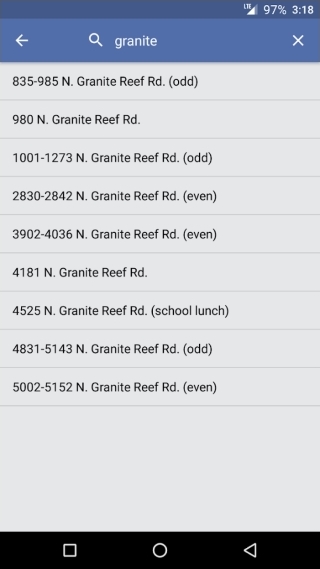 LTE 97% 3:18
granite
835-985 N. Granite Reef Rd. (odd)
980 N. Granite Reef Rd.
1001-1273 N. Granite Reef Rd. (odd)
2830-2842 N. Granite Reef Rd. (even)
3902-4036 N. Granite Reef Rd. (even)
4181 N. Granite Reef Rd.
4525 N. Granite Reef Rd. (school lunch)
4831-5143 N. Granite Reef Rd. (odd)
5002-5152 N. Granite Reef Rd. (even)